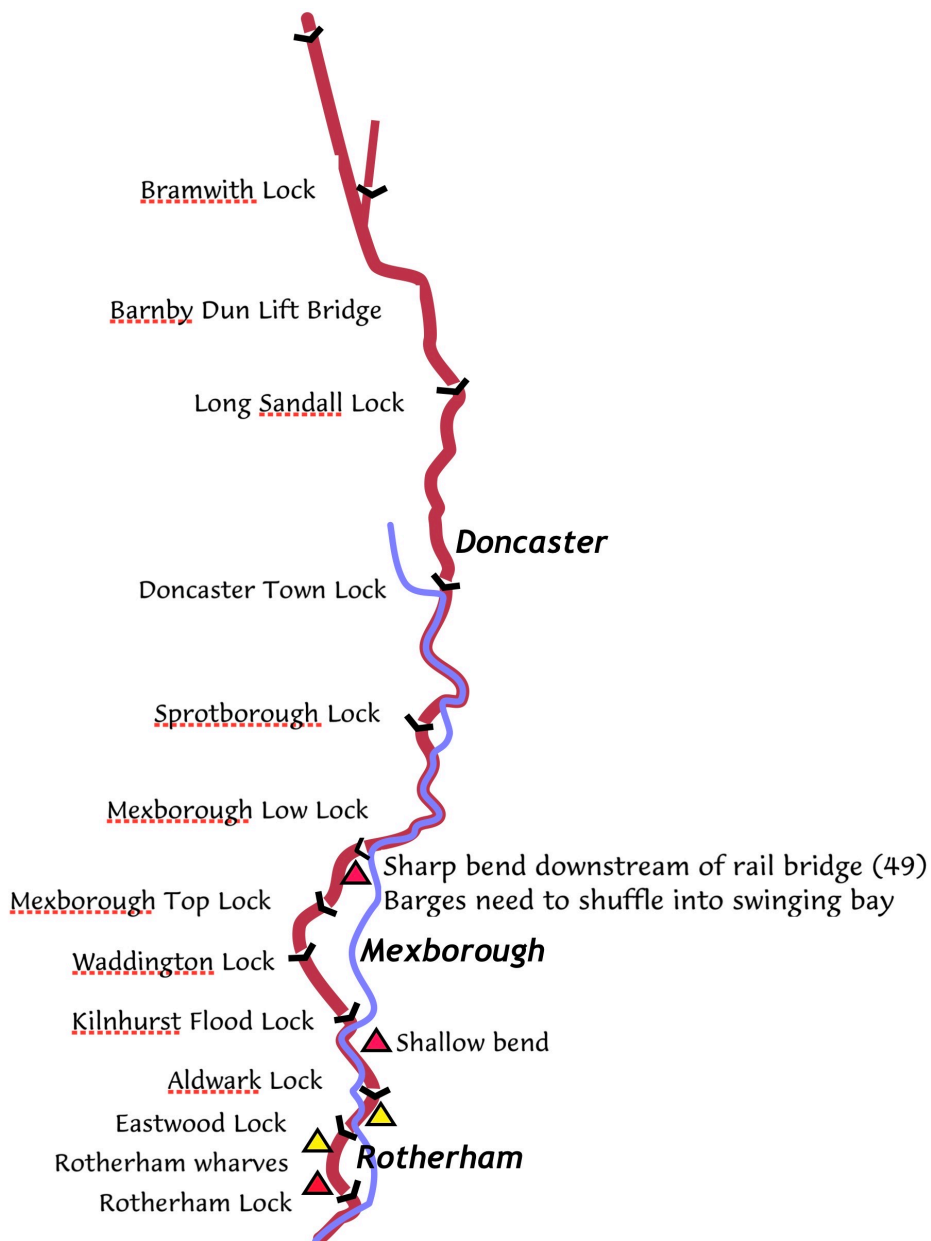 Bramwith Lock
Barnby Dun Lift Bridge
Long Sandall Lock
Doncaster
Doncaster Town Lock
Sprotborough Lock
Mexborough Low Lock
Sharp bend downstream of rail bridge (49)
Barges need to shuffle into swinging bay
Mexborough Top Lock
Mexborough
Waddington Lock
Kilnhurst Flood Lock
Shallow bend
Aldwark Lock
Eastwood Lock
Rotherham
Rotherham wharves
Rotherham Lock